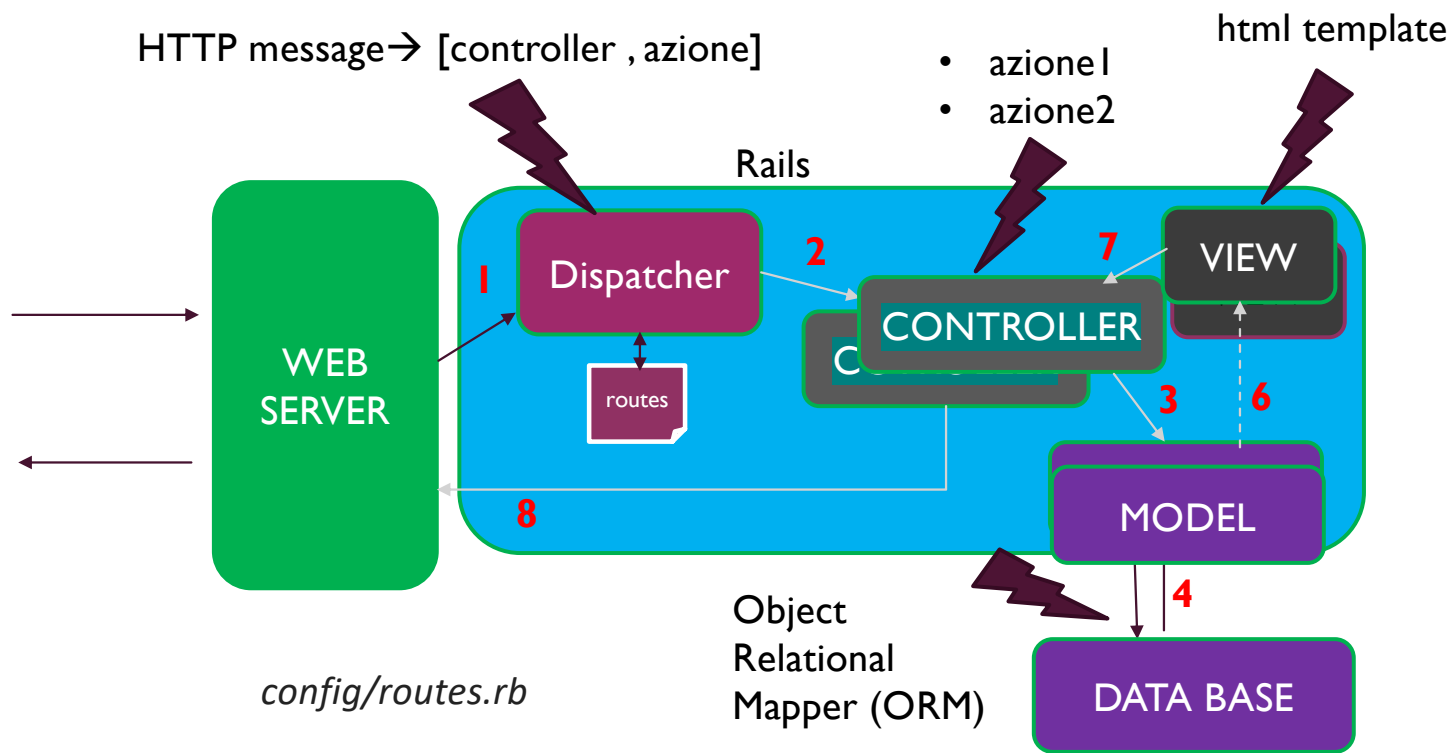 HTTP message→ [controller , azione]
• azione1
• azione2
html template
Rails
1
Dispatcher
2
7
VIEW
CONTROLLER
WEB
SERVER
routes
3
6
8
MODEL
4
Object
Relational
Mapper (ORM)
config/routes.rb
DATA BASE